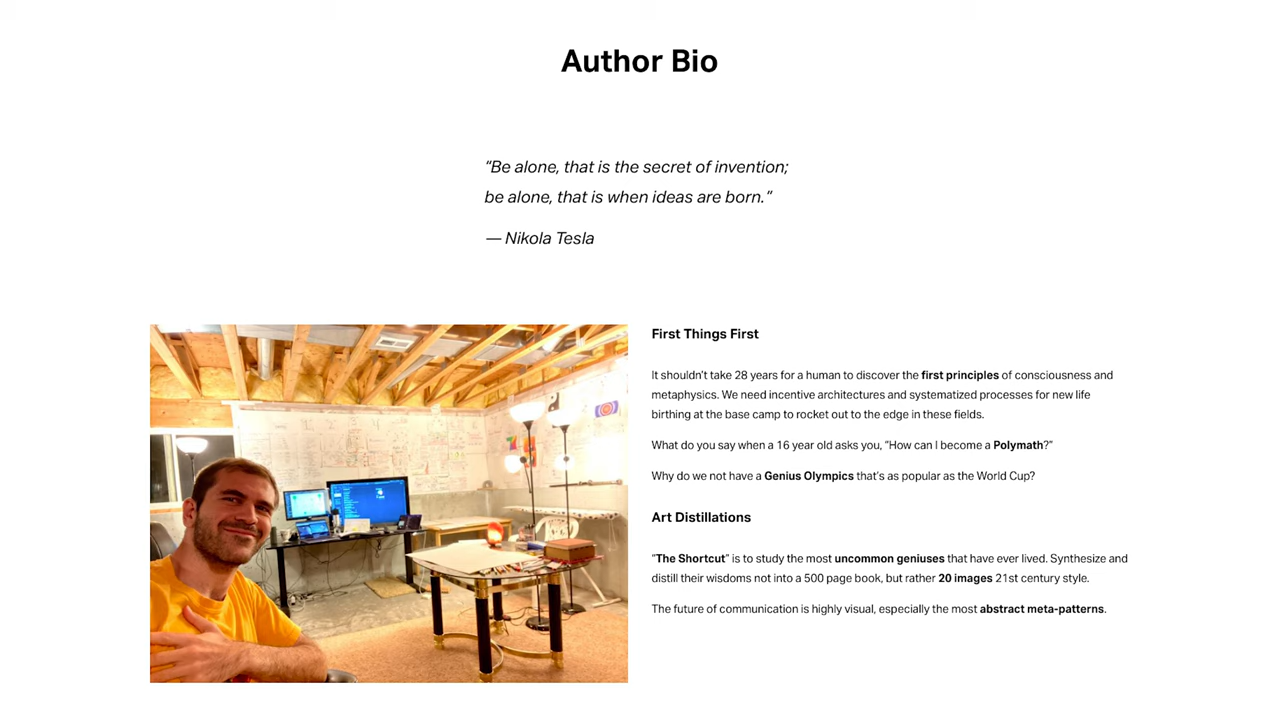 Author Bio
“Be alone, that is the secret of invention;
be alone, that is when ideas are born.”
— Nikola Tesla
First Things First
It shouldn’t take 28 years for a human to discover the first principles of consciousness and
metaphysics. We need incentive architectures and systematized processes for new life
birthing at the base camp to rocket out to the edge in these fields.
What do you say when a 16 year old asks you, “How can I become a Polymath?”
Why do we not have a Genius Olympics that’s as popular as the World Cup?
Art Distillations
“The Shortcut” is to study the most uncommon geniuses that have ever lived. Synthesize and
distill their wisdoms not into a 500 page book, but rather 20 images 21st century style.
The future of communication is highly visual, especially the most abstract meta-patterns.